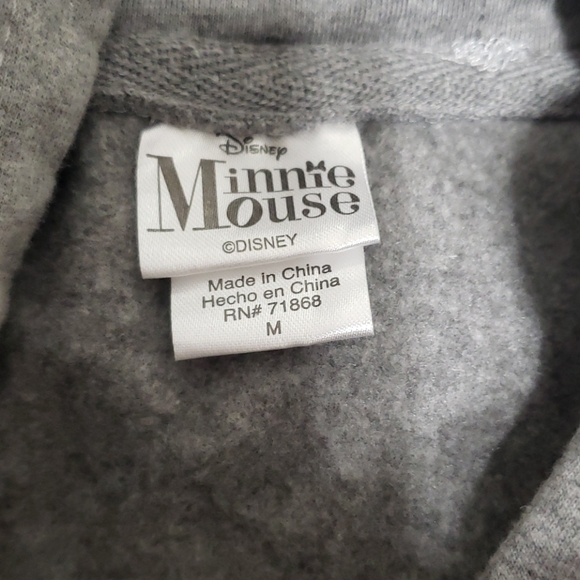 Disney
Minnie
Mouse
©DISNEY
Made in China
Hecho en China
RN# 71868
M